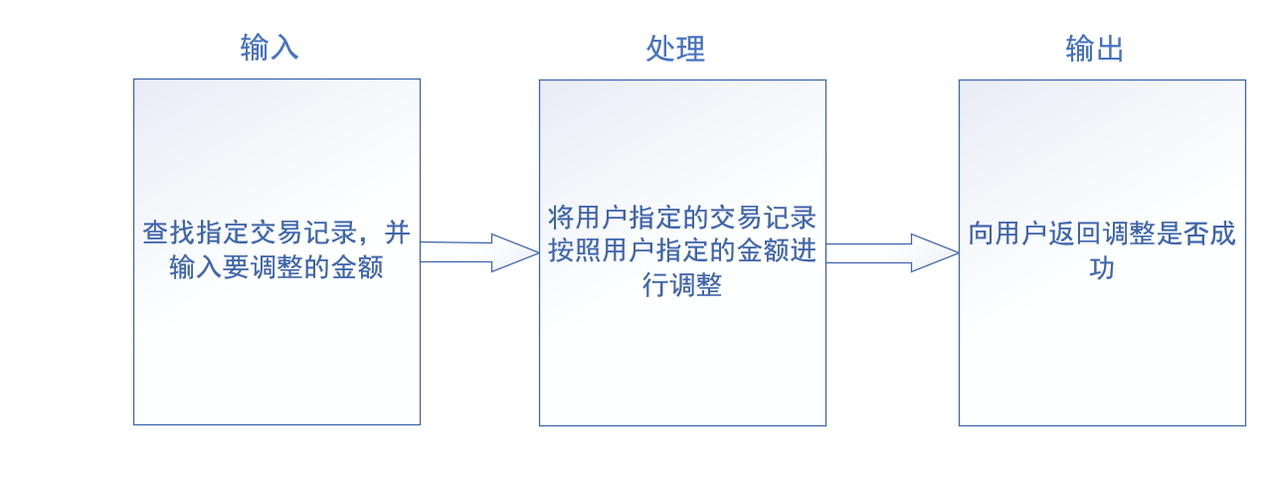 输入
处理
输出
查找指定交易记录，并
输入要调整的金额
将用户指定的交易记录
按照用户指定的金额进
行调整
向用户返回调整是否成
功